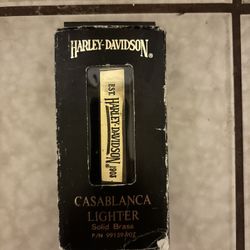 HARLEY-DAVIDSON®
EST.
HARLEY-DAVIDSON
1903
CASABLANCA
LIGHTER
Solid Brass